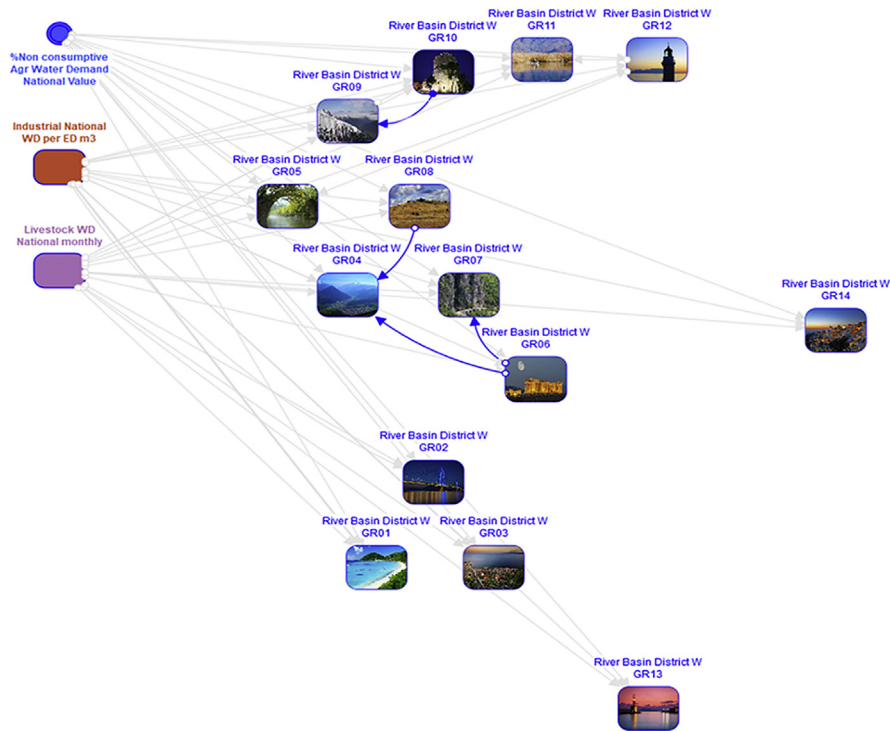 %Non consumptive
Agr Water Demand
National Value
Industrial National
WD per ED m3
Livestock WD
National monthly
River Basin District W
GR10
River Basin District W
GR11
River Basin District W
GR12
River Basin District W
GR09
River Basin District W
GR05
River Basin District W
GR08
River Basin District W
GR04
River Basin District W
GR07
River Basin District W
GR14
River Basin District W
GR06
River Basin District W
GR02
River Basin District W
GR01
River Basin District W
GR03
River Basin District W
GR13